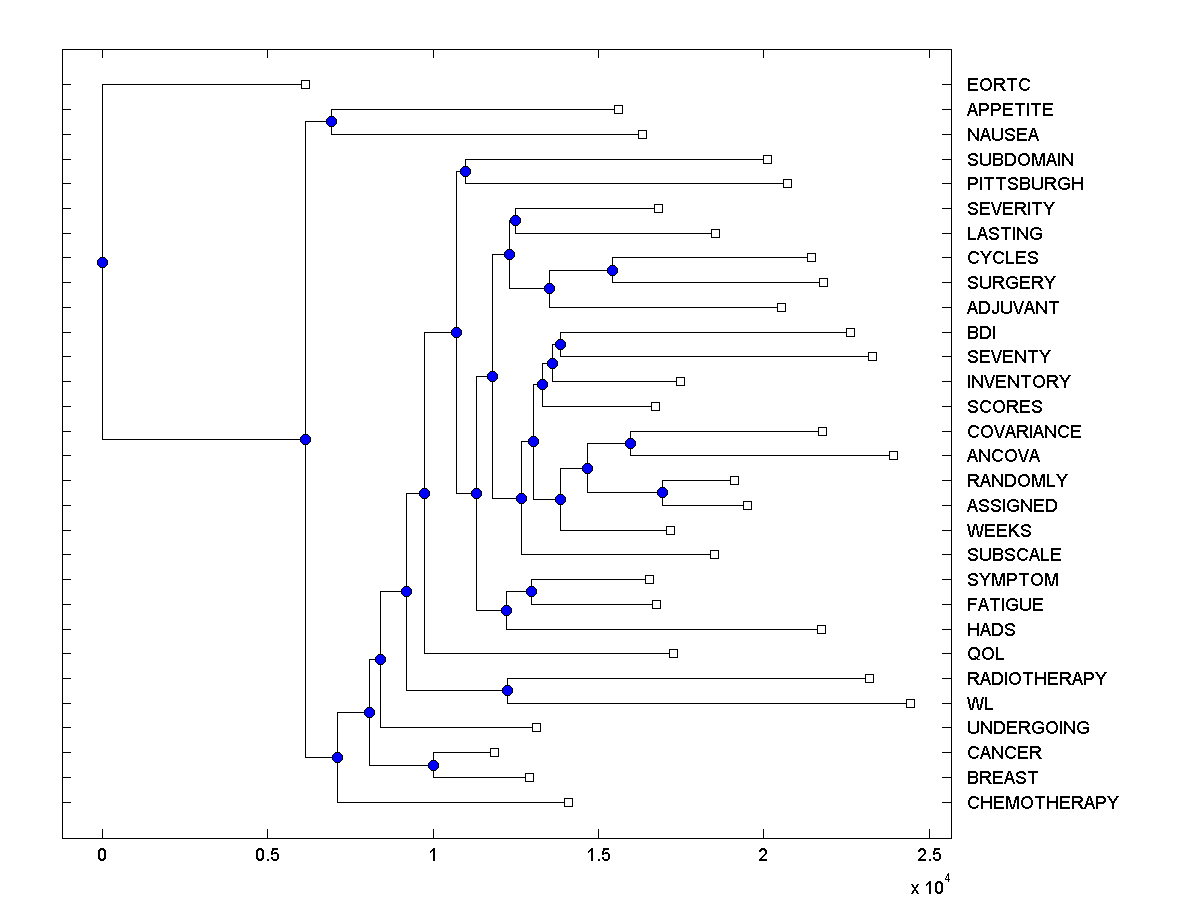 EORTC
APPETITE
NAUSEA
SUBDOMAIN
PITTSBURGH
SEVERITY
LASTING
CYCLES
SURGERY
ADJUVANT
BDI
SEVENTY
INVENTORY
SCORES
COVARIANCE
ANCOVA
RANDOMLY
ASSIGNED
WEEKS
SUBSCALE
SYMPTOM
FATIGUE
HADS
QOL
RADIOTHERAPY
WL
UNDERGOING
CANCER
BREAST
CHEMOTHERAPY
0 0.5 1 1.5 2 2.5
x 10^4